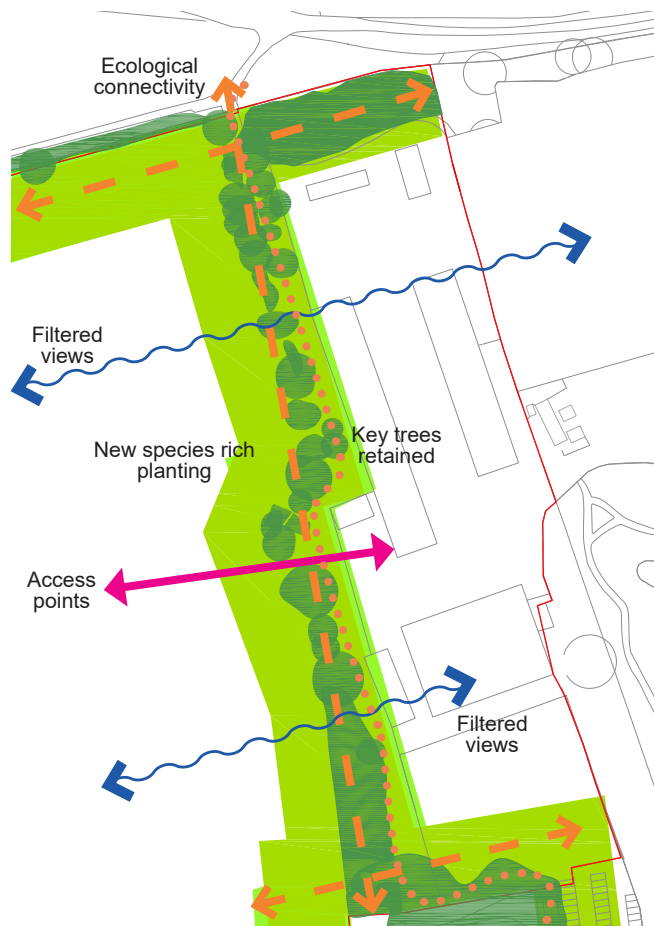 Ecological
connectivity
Filtered
views
Key trees
retained
New species rich
planting
Access
points
Filtered
views